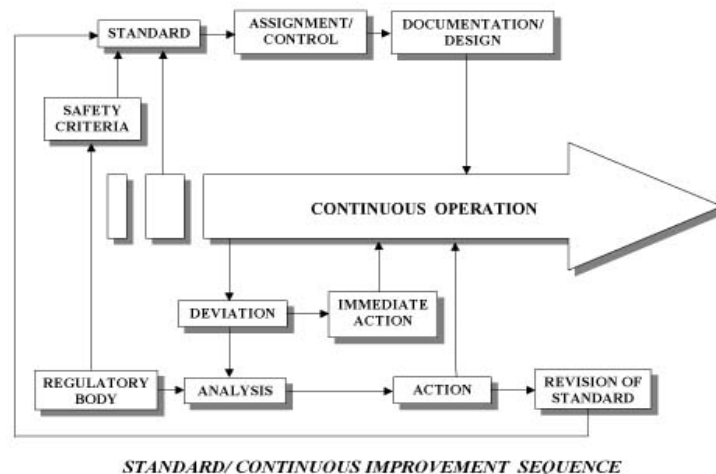 STANDARD
ASSIGNMENT/
CONTROL
DOCUMENTATION/
DESIGN
SAFETY
CRITERIA
CONTINUOUS OPERATION
DEVIATION
IMMEDIATE
ACTION
REGULATORY
BODY
ANALYSIS
ACTION
REVISION OF
STANDARD
STANDARD/ CONTINUOUS IMPROVEMENT SEQUENCE